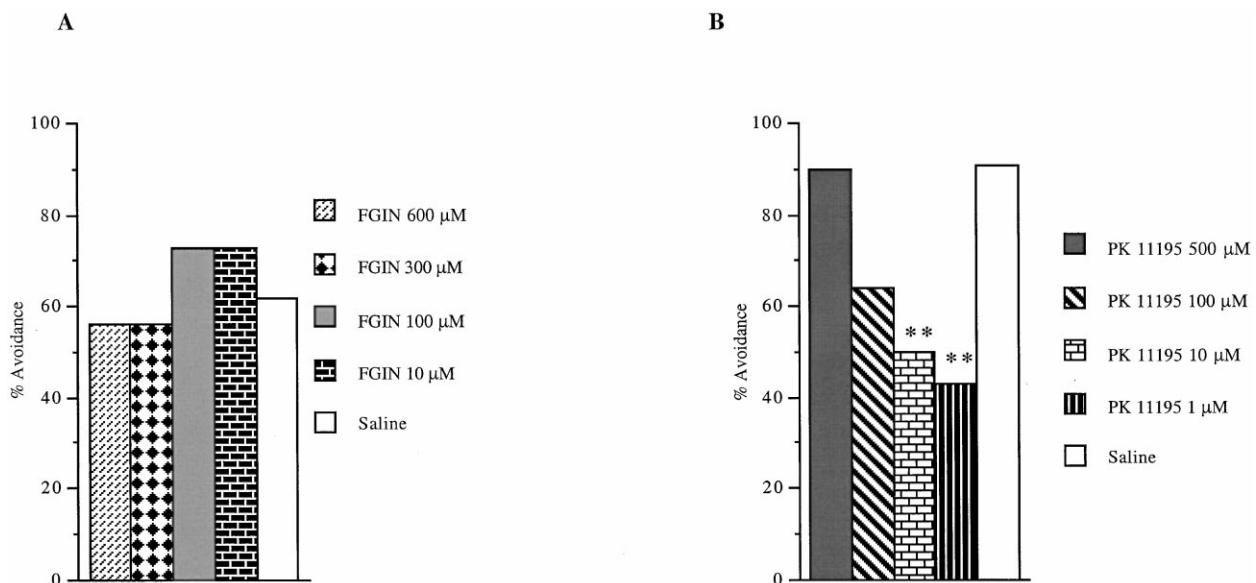 A
100
80
60
40
20
0
% Avoidance
FGIN 600 μM
FGIN 300 μM
FGIN 100 μM
FGIN 10 μM
Saline
B
100
80
60
40
20
0
% Avoidance
**
**
PK 11195 500 μM
PK 11195 100 μM
PK 11195 10 μM
PK 11195 1 μM
Saline